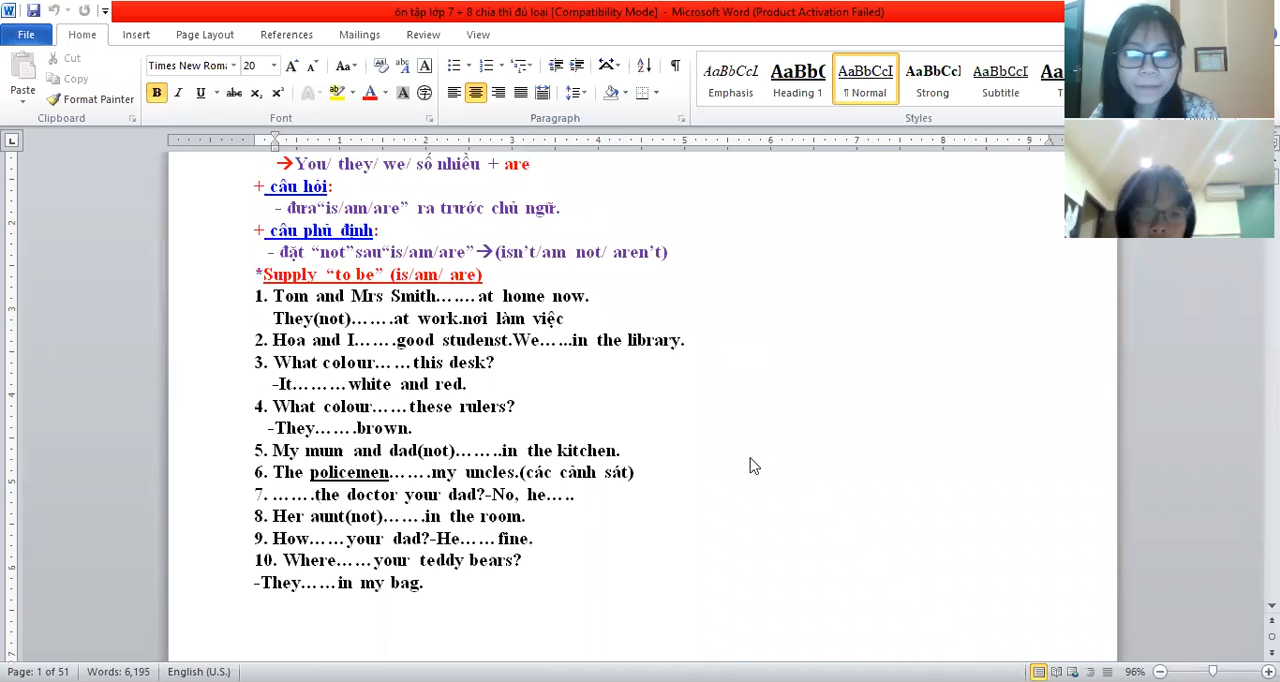 ôn tập lớp 7 + 8 chia thì đủ loại [Compatibility Mode] - Microsoft Word (Product Activation Failed)
File Home Insert Page Layout References Mailings Review View
Cut
Copy
Paste
Format Painter
Clipboard
Times New Rom 20
Font
Paragraph
AaBbCcI AaBbC AaBbCcI AaBbCcI AaBbCcI
Emphasis Heading 1 ¶ Normal Strong Subtitle
Styles
→You/ they/ we/ số nhiều + are
+ câu hỏi:
- đưa“is/am/are” ra trước chủ ngữ.
+ câu phủ định:
- đặt “not”sau“is/am/are”→(isn’t/am not/ aren’t)
*Supply “to be” (is/am/ are)
1. Tom and Mrs Smith…….at home now.
They(not)…….at work.nơi làm việc
2. Hoa and I…….good studenst.We…...in the library.
3. What colour……this desk?
-It………white and red.
4. What colour……these rulers?
-They…….brown.
5. My mum and dad(not)……..in the kitchen.
6. The policemen…….my uncles.(các cảnh sát)
7. …….the doctor your dad?-No, he…..
8. Her aunt(not)…….in the room.
9. How……your dad?-He……fine.
10. Where……your teddy bears?
-They……in my bag.
Page: 1 of 51 Words: 6,195 English (U.S.) 96%